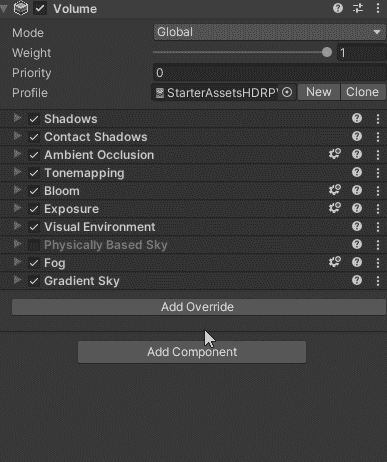 Volume
Mode Global
Weight 1
Priority 0
Profile StarterAssetsHDRPV New Clone
Shadows
Contact Shadows
Ambient Occlusion
Tonemapping
Bloom
Exposure
Visual Environment
Physically Based Sky
Fog
Gradient Sky
Add Override
Add Component